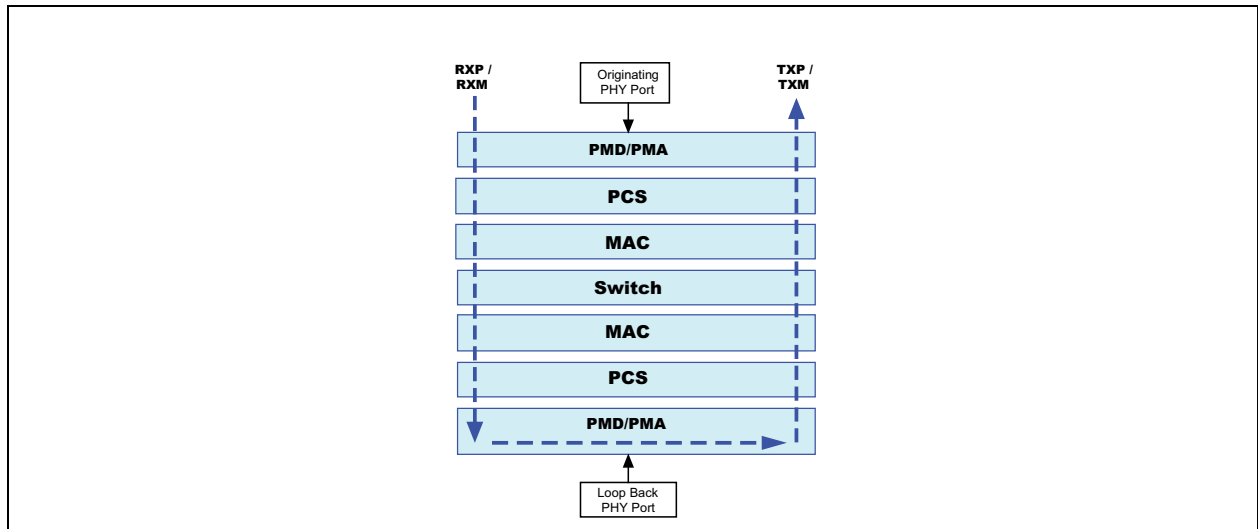 RXP /
RXM
Originating
PHY Port
TXP /
TXM
PMD/PMA
PCS
MAC
Switch
MAC
PCS
PMD/PMA
Loop Back
PHY Port